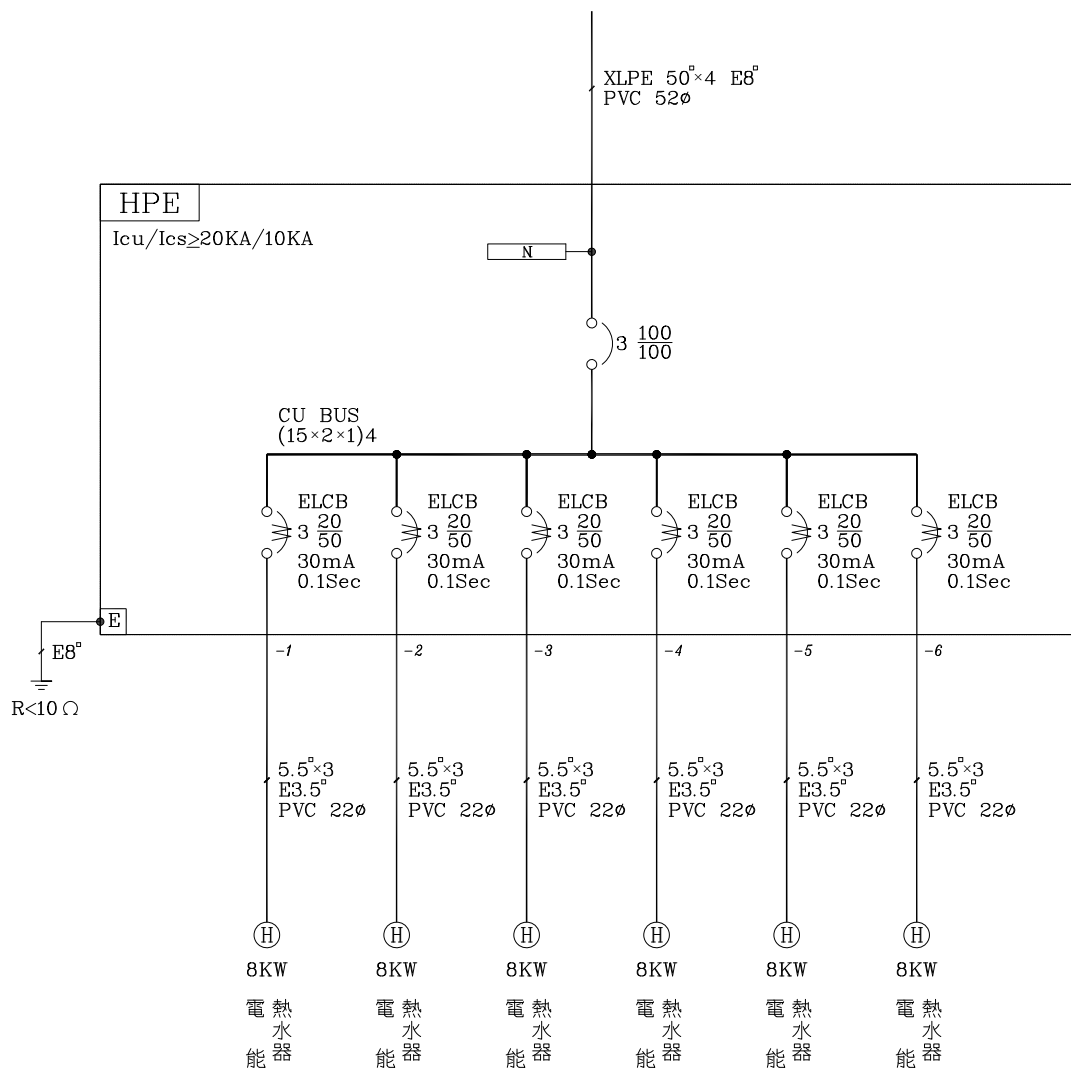 XLPE 50□×4 E8□
PVC 52ø
HPE
Icu/Ics≥20KA/10KA
N
3 100/100
CU BUS
(15×2×1)4
ELCB
3 20/50
30mA
0.1Sec
ELCB
3 20/50
30mA
0.1Sec
ELCB
3 20/50
30mA
0.1Sec
ELCB
3 20/50
30mA
0.1Sec
ELCB
3 20/50
30mA
0.1Sec
ELCB
3 20/50
30mA
0.1Sec
E
E8□
R<10Ω
-1
-2
-3
-4
-5
-6
5.5□×3
E3.5□
PVC 22ø
5.5□×3
E3.5□
PVC 22ø
5.5□×3
E3.5□
PVC 22ø
5.5□×3
E3.5□
PVC 22ø
5.5□×3
E3.5□
PVC 22ø
5.5□×3
E3.5□
PVC 22ø
H
H
H
H
H
H
8KW
8KW
8KW
8KW
8KW
8KW
電能
熱水器
電能
熱水器
電能
熱水器
電能
熱水器
電能
熱水器
電能
熱水器